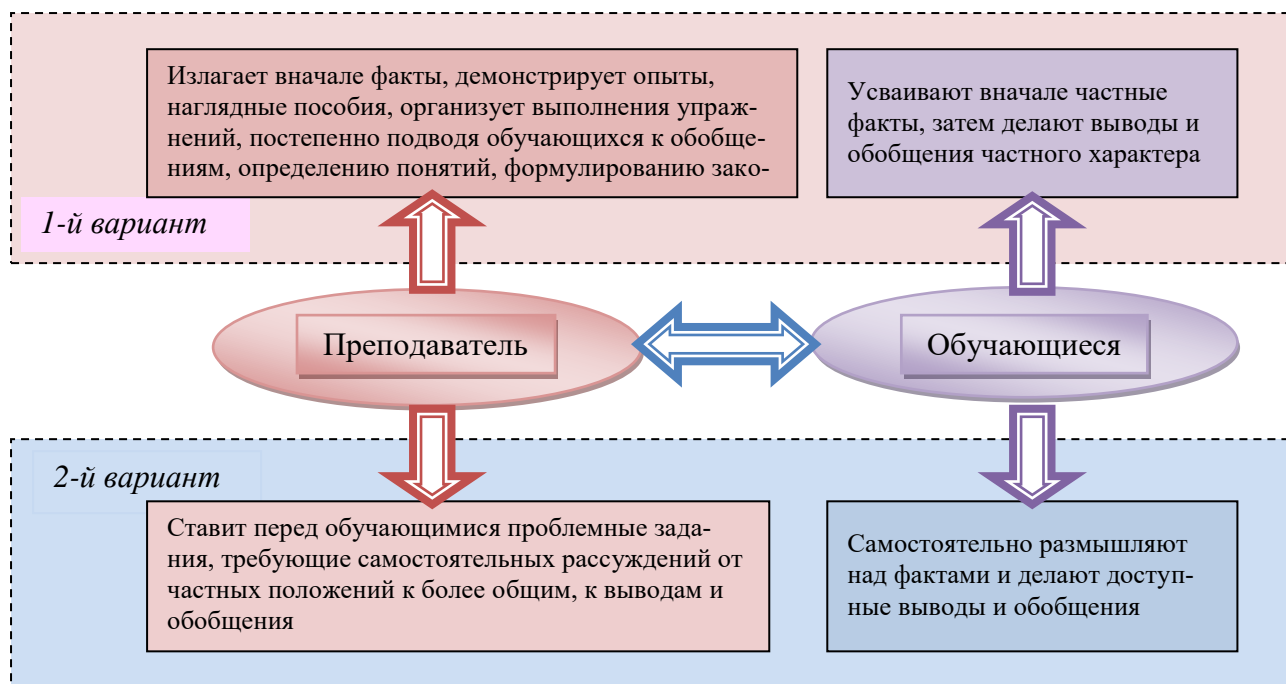 Излагает вначале факты, демонстрирует опыты,
наглядные пособия, организует выполнения упраж-
нений, постепенно подводя обучающихся к обобще-
ниям, определению понятий, формулированию зако-
Усваивают вначале частные
факты, затем делают выводы и
обобщения частного характера
1-й вариант
Преподаватель
Обучающиеся
2-й вариант
Ставит перед обучающимися проблемные зада-
ния, требующие самостоятельных рассуждений от
частных положений к более общим, к выводам и
обобщения
Самостоятельно размышляют
над фактами и делают доступ-
ные выводы и обобщения